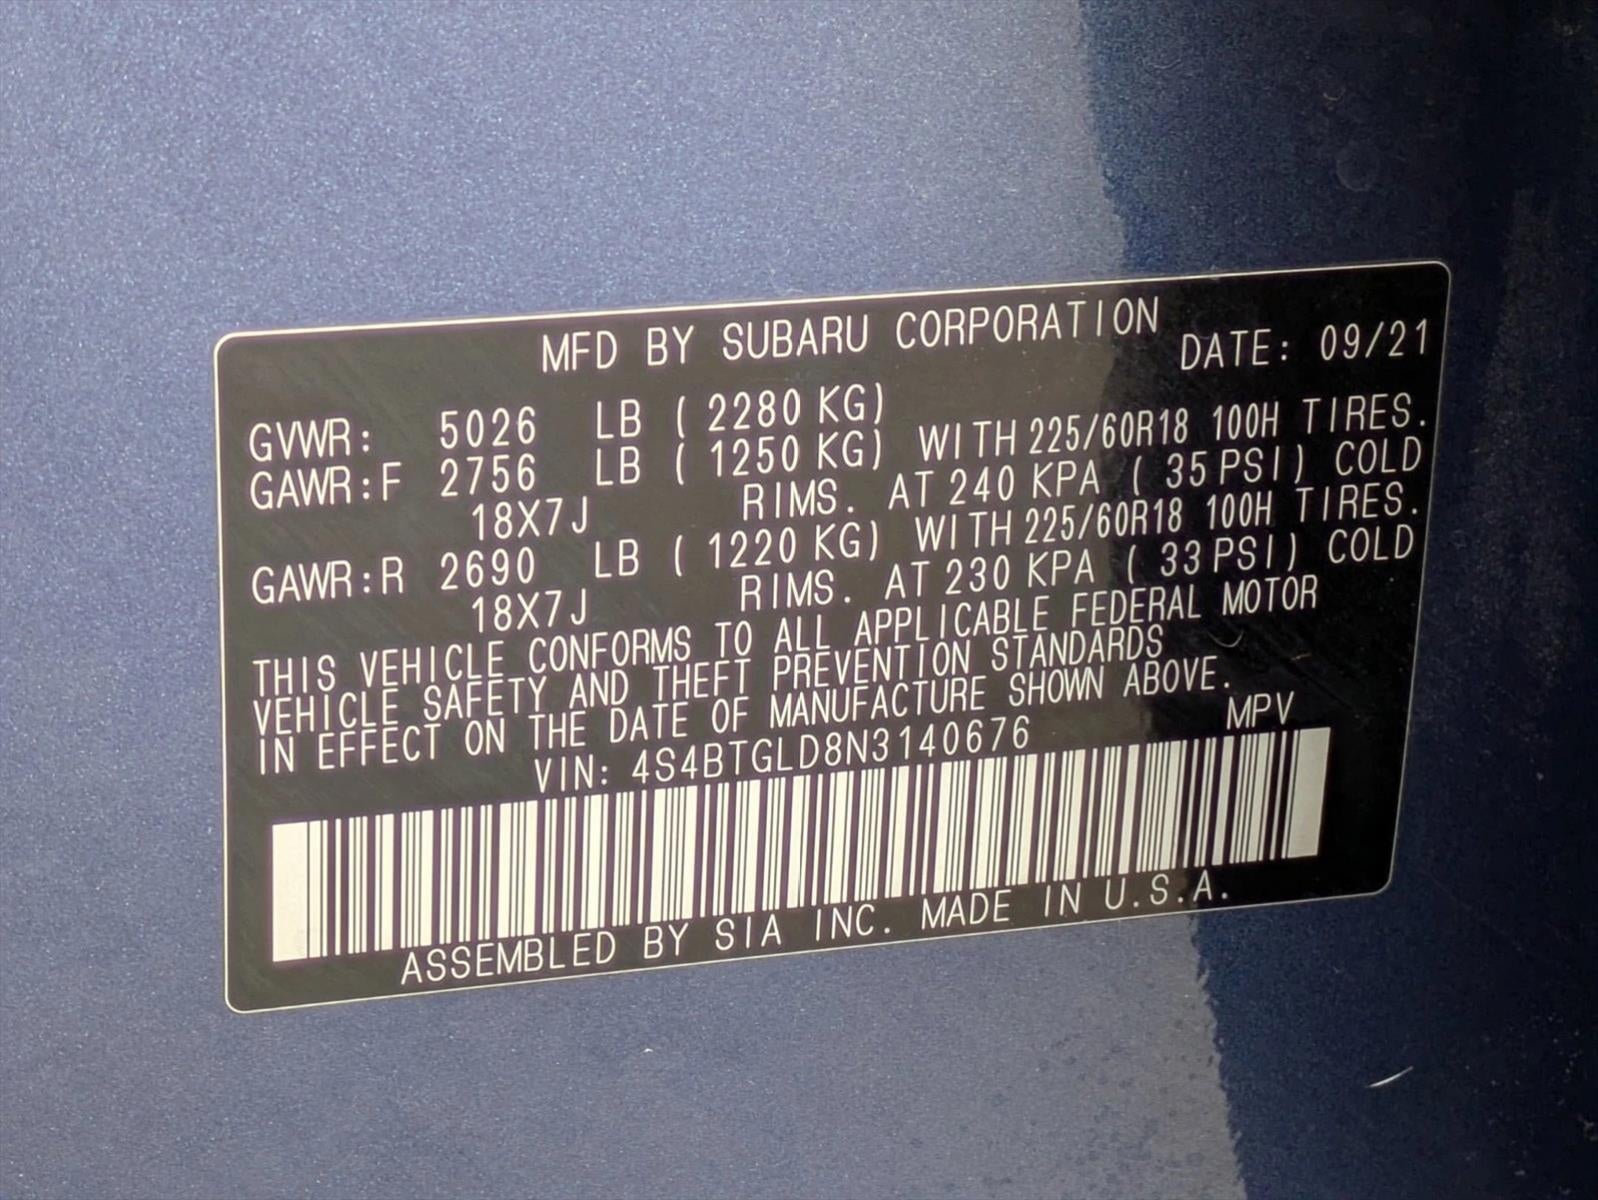 MFD BY SUBARU CORPORATION DATE: 09/21
GVWR: 5026 LB ( 2280 KG)
GAWR:F 2756 LB ( 1250 KG) WITH 225/60R18 100H TIRES.
18X7J RIMS. AT 240 KPA ( 35 PSI) COLD
GAWR:R 2690 LB ( 1220 KG) WITH 225/60R18 100H TIRES.
18X7J RIMS. AT 230 KPA ( 33 PSI) COLD
THIS VEHICLE CONFORMS TO ALL APPLICABLE FEDERAL MOTOR
VEHICLE SAFETY AND THEFT PREVENTION STANDARDS
IN EFFECT ON THE DATE OF MANUFACTURE SHOWN ABOVE.
VIN: 4S4BTGLD8N3140676 MPV
ASSEMBLED BY SIA INC. MADE IN U.S.A.